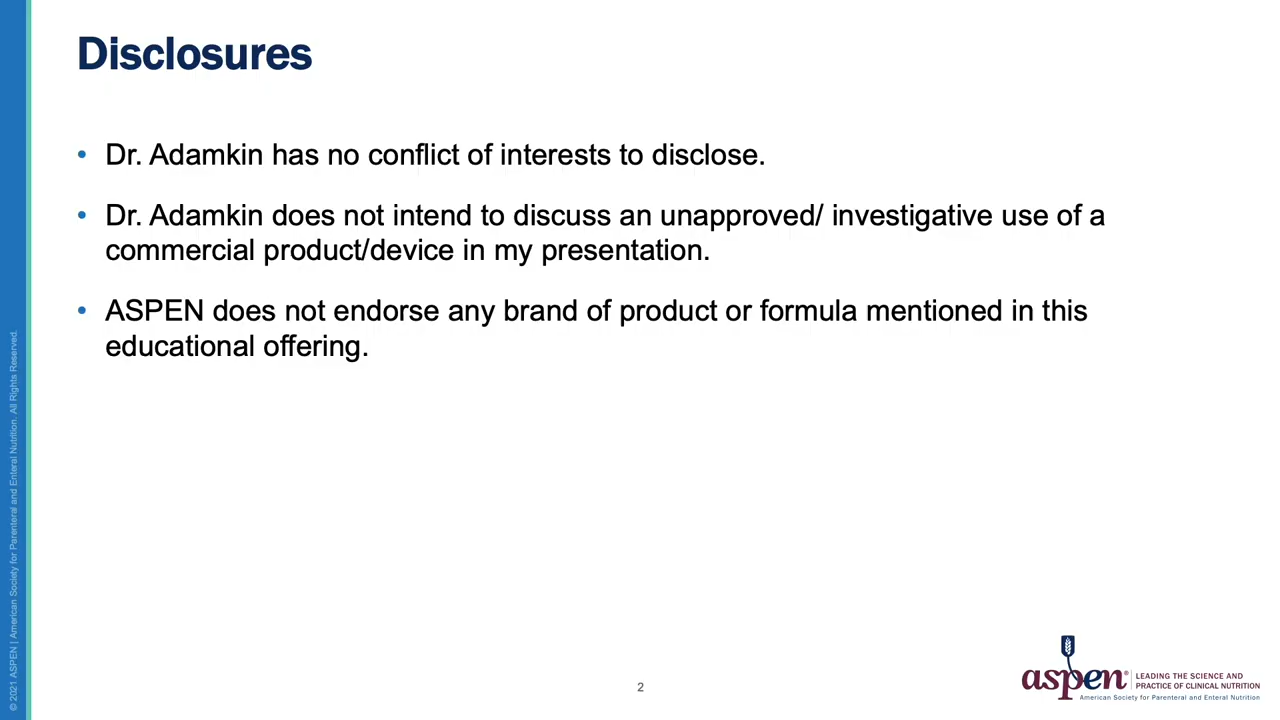 Disclosures
• Dr. Adamkin has no conflict of interests to disclose.
• Dr. Adamkin does not intend to discuss an unapproved/ investigative use of a
commercial product/device in my presentation.
• ASPEN does not endorse any brand of product or formula mentioned in this
educational offering.
© 2021 ASPEN | American Society for Parenteral and Enteral Nutrition. All Rights Reserved.
2
aspen®
LEADING THE SCIENCE AND
PRACTICE OF CLINICAL NUTRITION
American Society for Parenteral and Enteral Nutrition